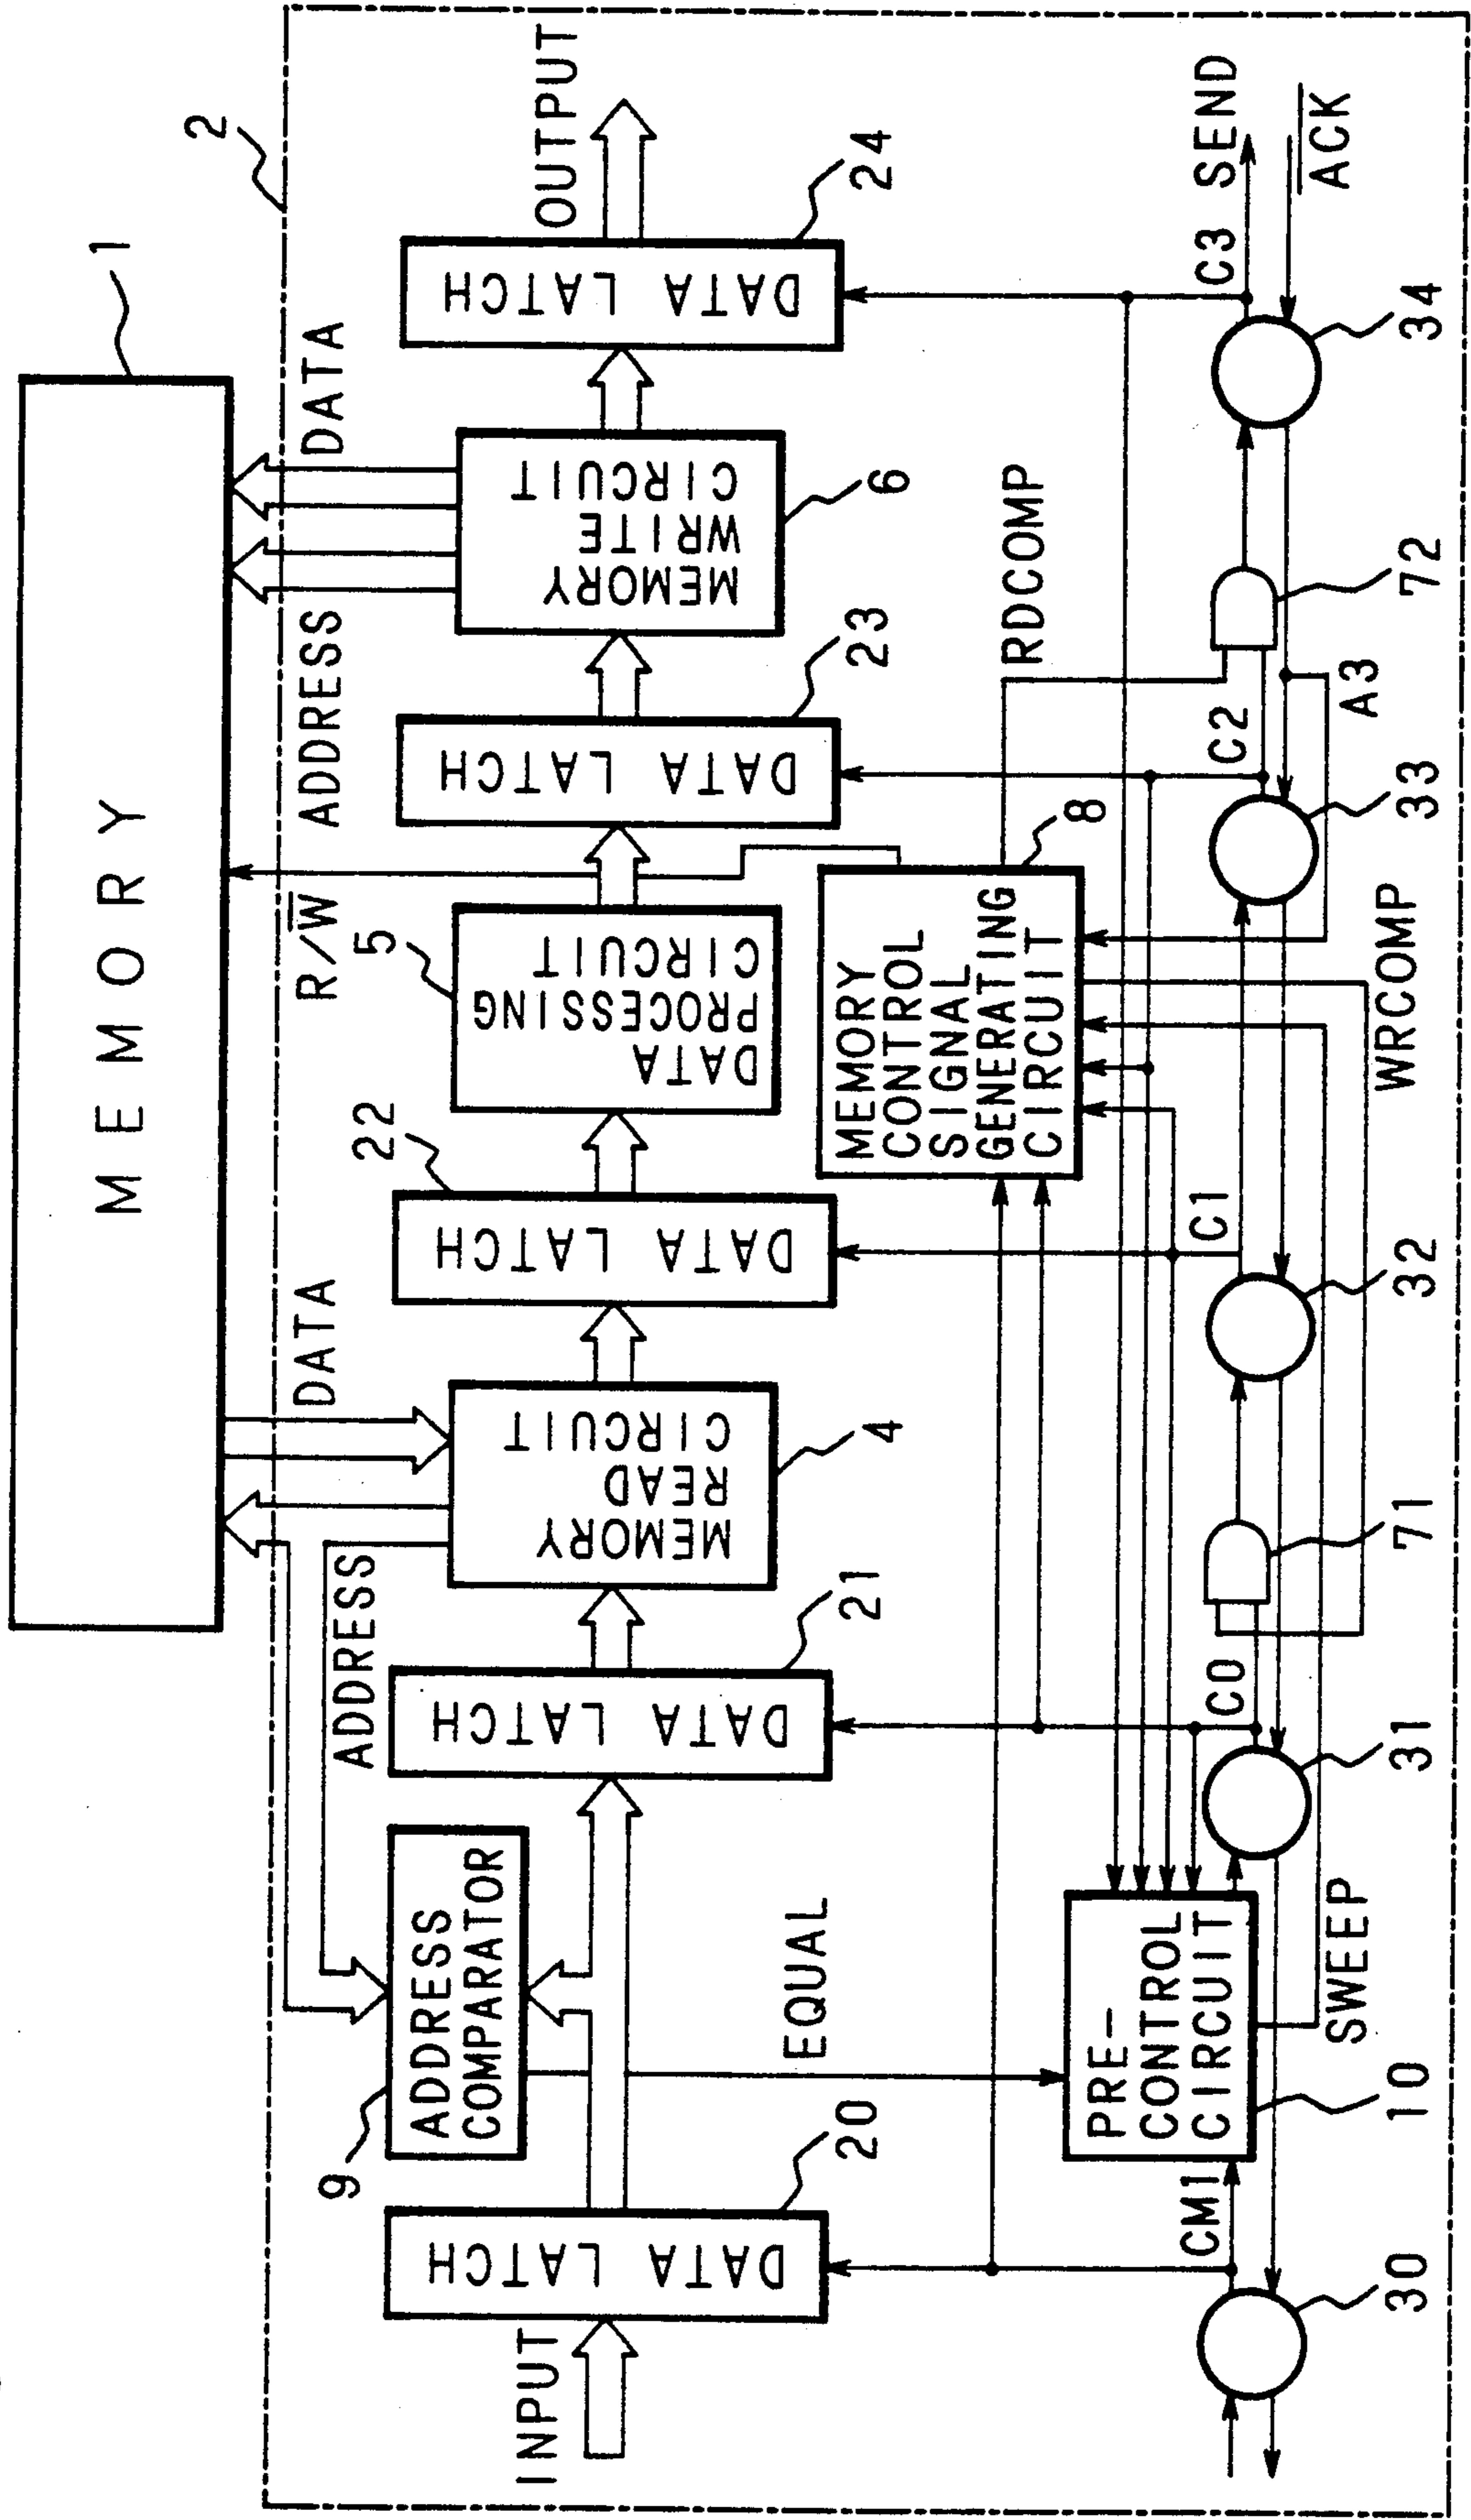 1
MEMORY
2
ADDRESS
DATA
R/W̅
ADDRESS
DATA
9
ADDRESS
COMPARATOR
22
5
INPUT
DATA LATCH
DATA LATCH
MEMORY
READ
CIRCUIT
DATA LATCH
DATA
PROCESSING
CIRCUIT
DATA LATCH
MEMORY
WRITE
CIRCUIT
DATA LATCH
OUTPUT
20
21
4
23
6
24
EQUAL
MEMORY
CONTROL
SIGNAL
GENERATING
CIRCUIT
8
RDCOMP
PRE-
CONTROL
CIRCUIT
CM1
C0
C1
C2
C3
SEND
A̅C̅K̅
A3
30
10
SWEEP
31
71
32
WRCOMP
33
72
34